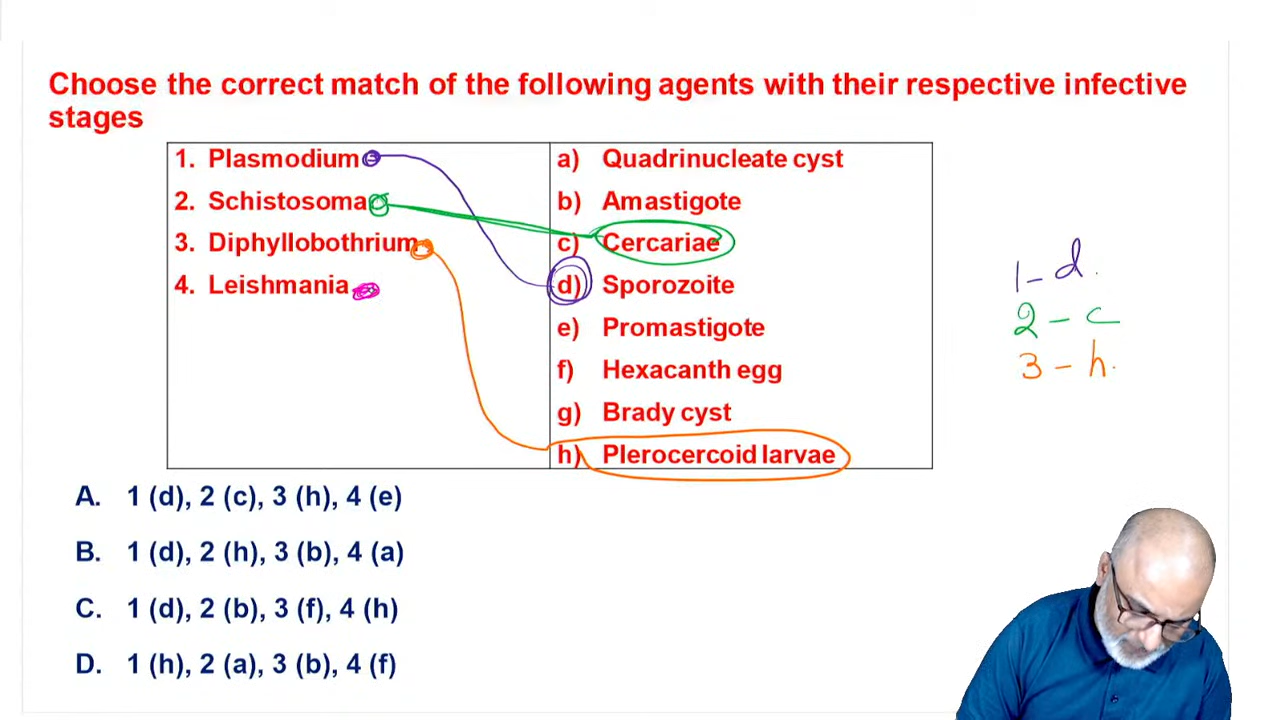 Choose the correct match of the following agents with their respective infective
stages
1. Plasmodium
2. Schistosoma
3. Diphyllobothrium
4. Leishmania
a) Quadrinucleate cyst
b) Amastigote
c) Cercariae
d) Sporozoite
e) Promastigote
f) Hexacanth egg
g) Brady cyst
h) Plerocercoid larvae
1 - d.
2 - c
3 - h.
A. 1 (d), 2 (c), 3 (h), 4 (e)
B. 1 (d), 2 (h), 3 (b), 4 (a)
C. 1 (d), 2 (b), 3 (f), 4 (h)
D. 1 (h), 2 (a), 3 (b), 4 (f)